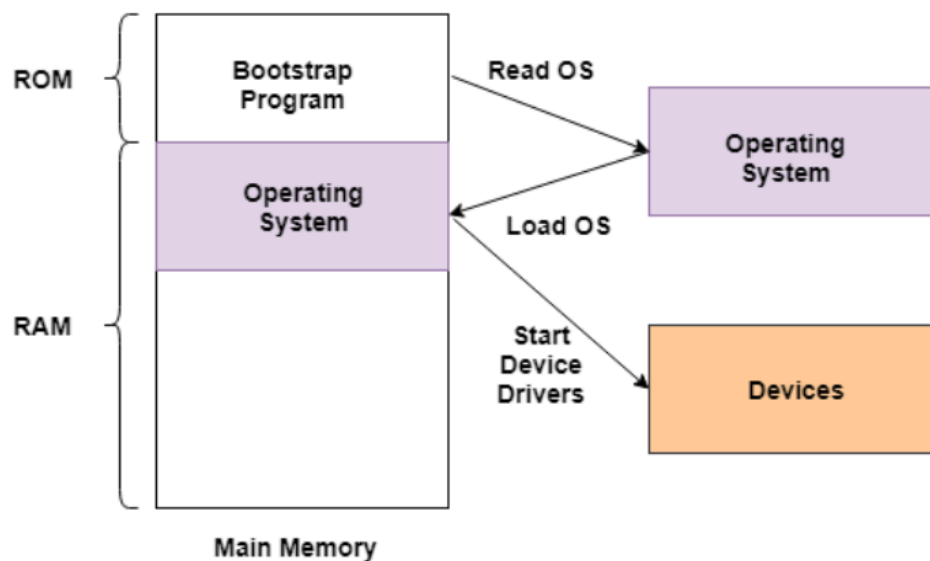 ROM
Bootstrap
Program
Read OS
Operating
System
Operating
System
Load OS
RAM
Start
Device
Drivers
Devices
Main Memory